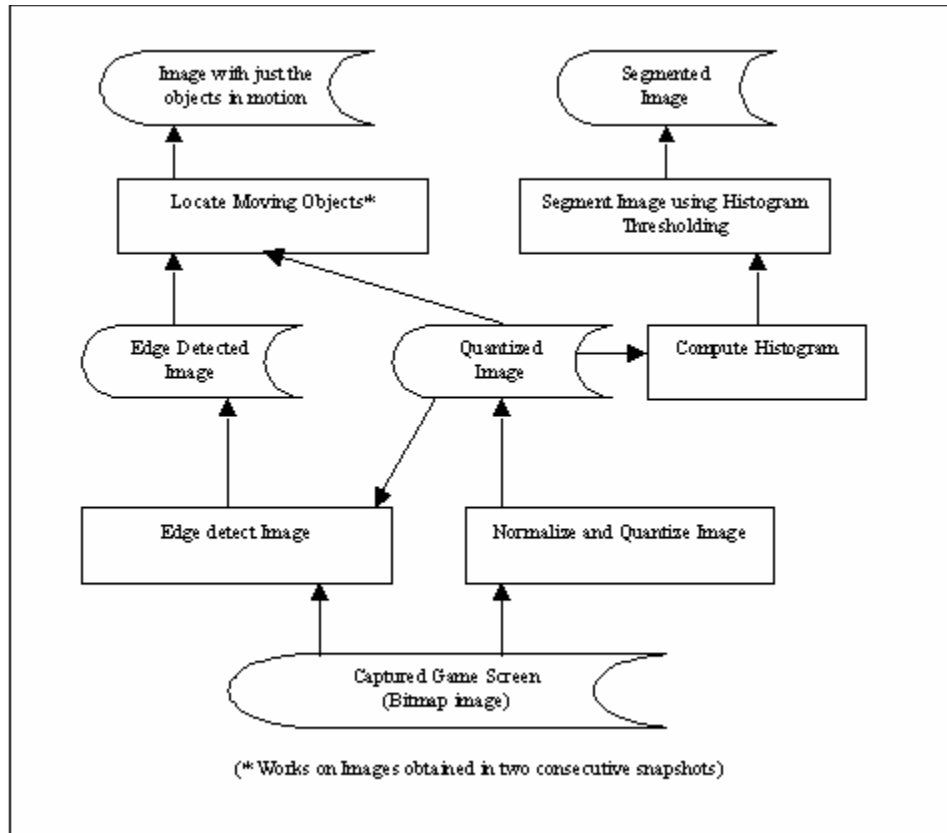 Image with just the
objects in motion
Segmented
Image
Locate Moving Objects*
Segment Image using Histogram
Thresholding
Edge Detected
Image
Quantized
Image
Compute Histogram
Edge detect Image
Normalize and Quantize Image
Captured Game Screen
(Bitmap image)
(* Works on Images obtained in two consecutive snapshots)